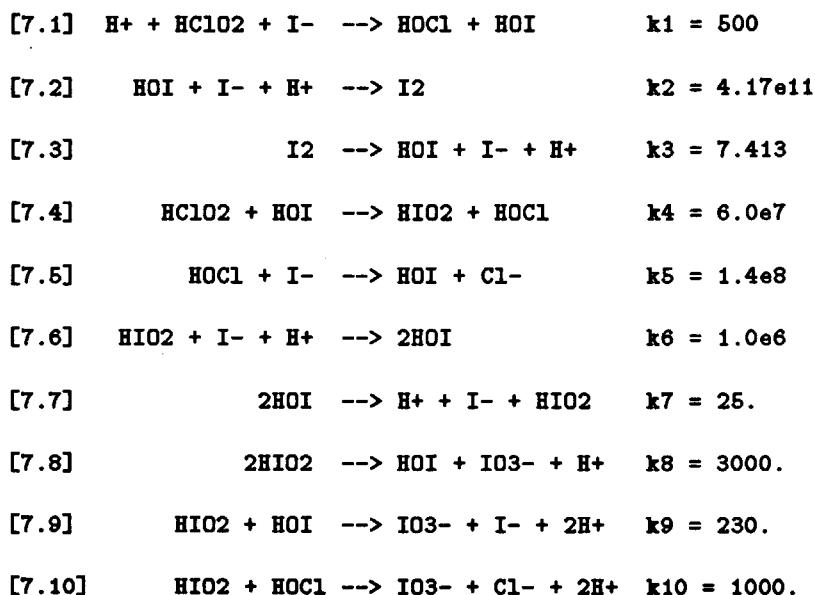 [7.1] H+ + HClO2 + I- --> HOCl + HOI k1 = 500
[7.2] HOI + I- + H+ --> I2 k2 = 4.17e11
[7.3] I2 --> HOI + I- + H+ k3 = 7.413
[7.4] HClO2 + HOI --> HIO2 + HOCl k4 = 6.0e7
[7.5] HOCl + I- --> HOI + Cl- k5 = 1.4e8
[7.6] HIO2 + I- + H+ --> 2HOI k6 = 1.0e6
[7.7] 2HOI --> H+ + I- + HIO2 k7 = 25.
[7.8] 2HIO2 --> HOI + IO3- + H+ k8 = 3000.
[7.9] HIO2 + HOI --> IO3- + I- + 2H+ k9 = 230.
[7.10] HIO2 + HOCl --> IO3- + Cl- + 2H+ k10 = 1000.